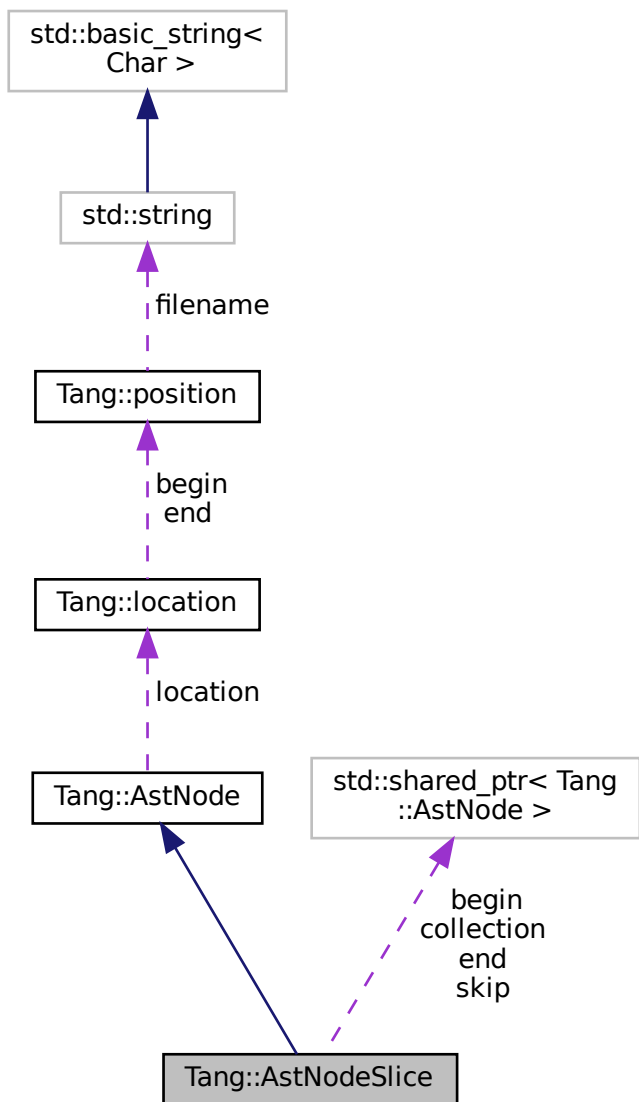 std::basic_string<
Char >
std::string
filename
Tang::position
begin
end
Tang::location
location
Tang::AstNode
std::shared_ptr< Tang
::AstNode >
begin
collection
end
skip
Tang::AstNodeSlice